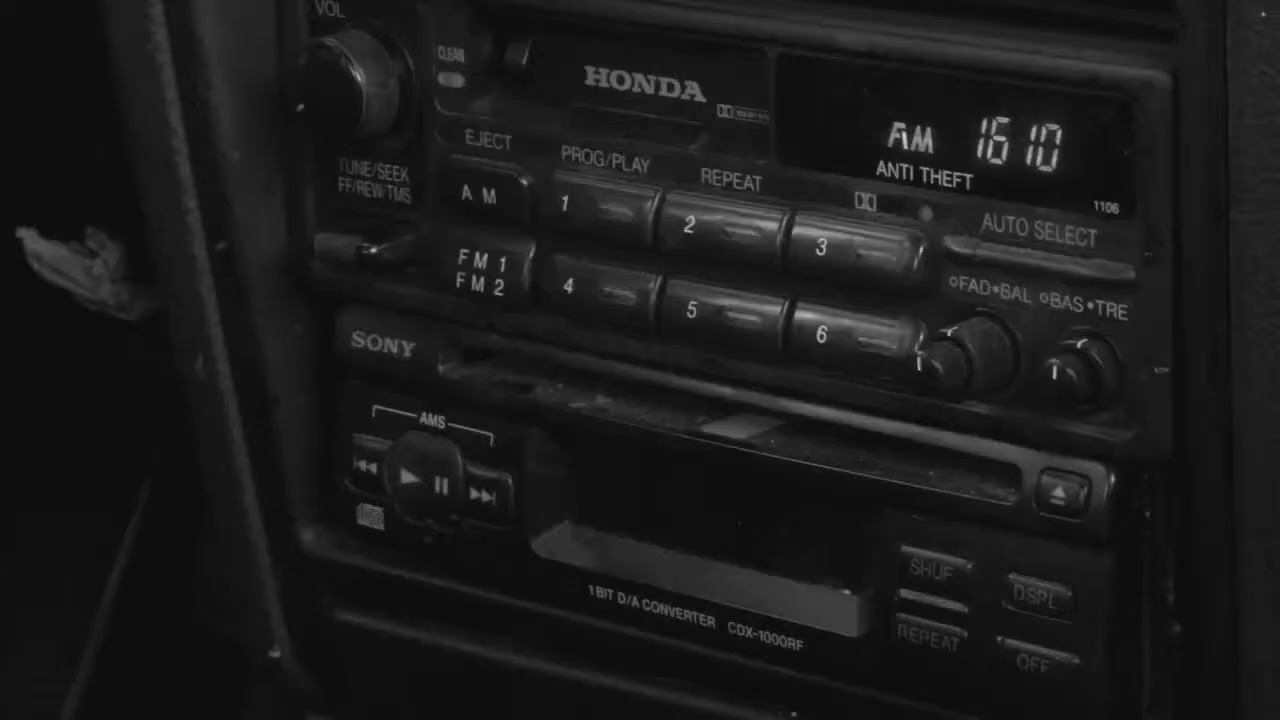 VOL
CLEAN
HONDA
AM 1610
ANTI THEFT
1106
EJECT
PROG/PLAY
REPEAT
TUNE/SEEK
FF/REW/TMS
A M
1
2
3
AUTO SELECT
FM 1
FM 2
4
5
6
FAD•BAL
BAS•TRE
SONY
AMS
SHUF
DSPL
REPEAT
OFF
1 BIT D/A CONVERTER CDX-1000RF